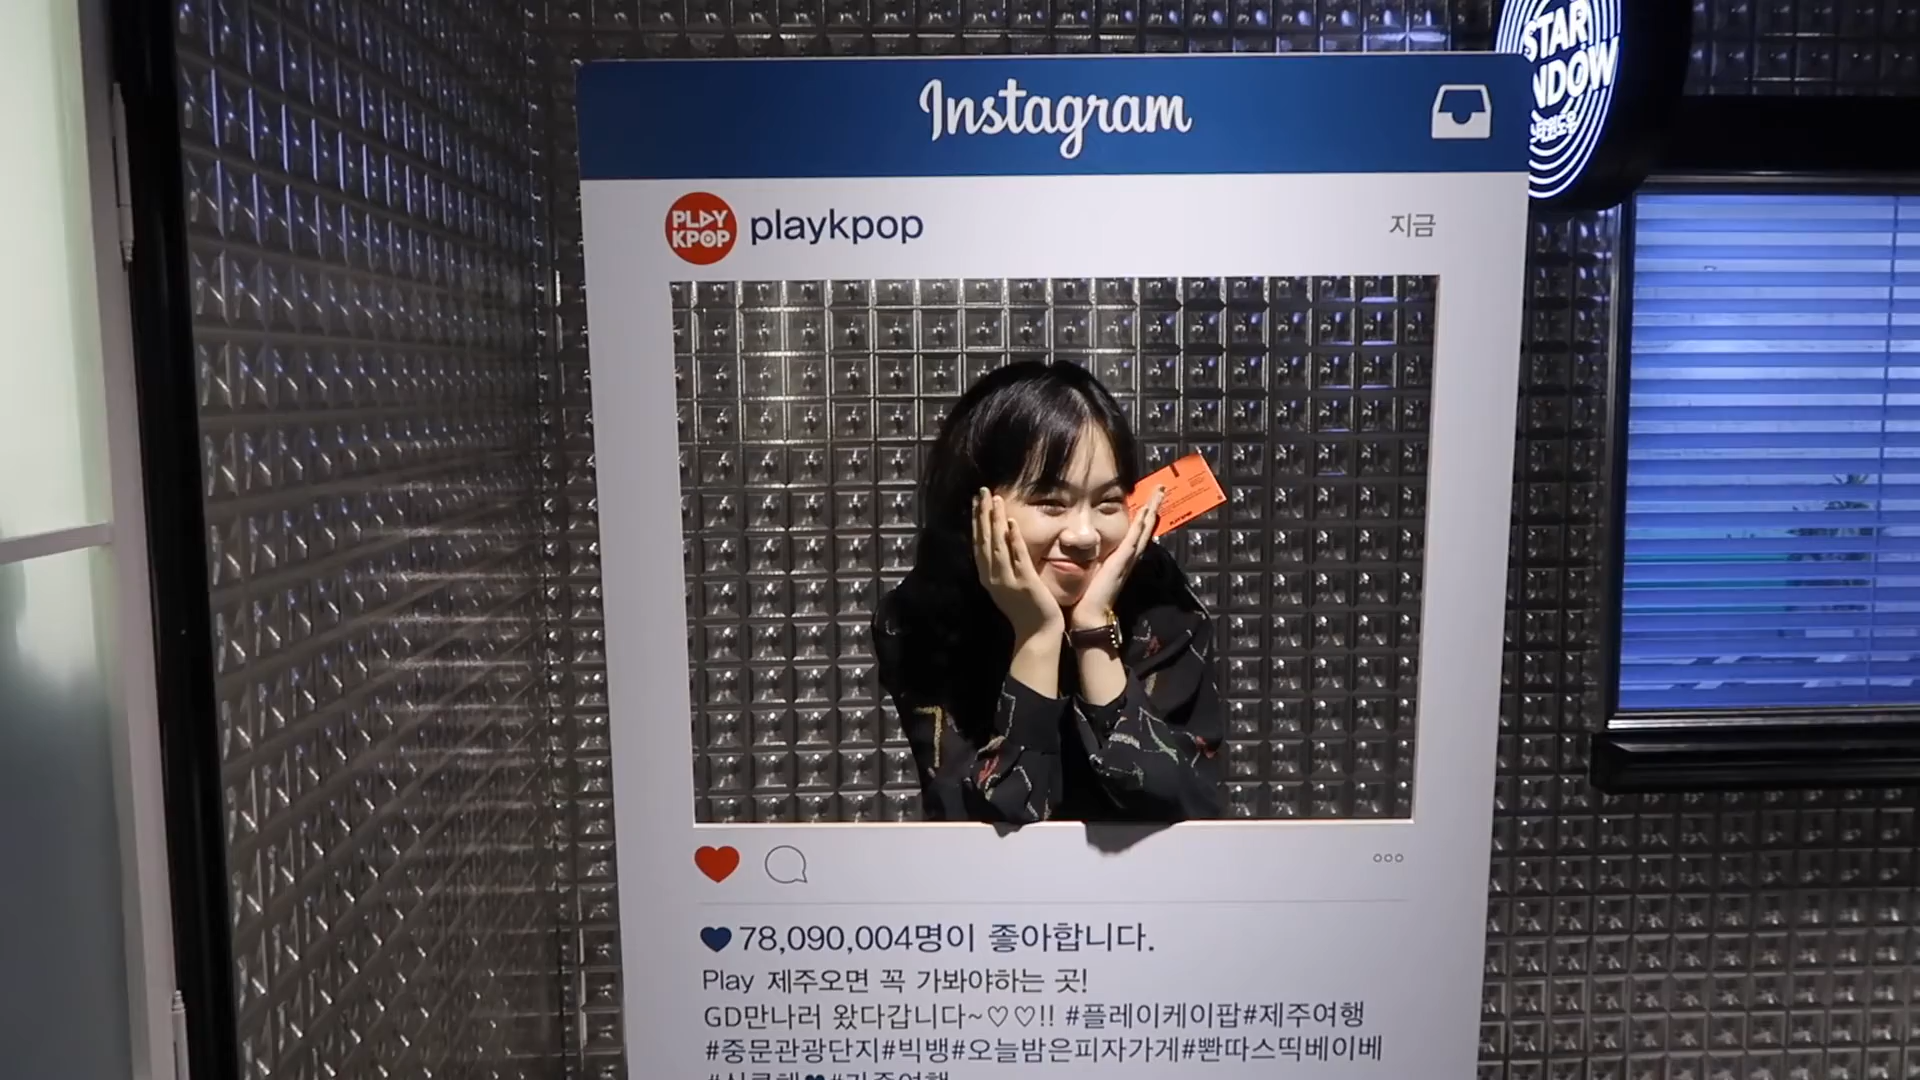 STAR
Instagram
PLAY
KPOP
playkpop
지금
78,090,004명이 좋아합니다.
Play 제주오면 꼭 가봐야하는 곳!
GD만나러 왔다갑니다~♡♡!! #플레이케이팝#제주여행
#중문관광단지#빅뱅#오늘밤은피자가게#빤따스띡베이베